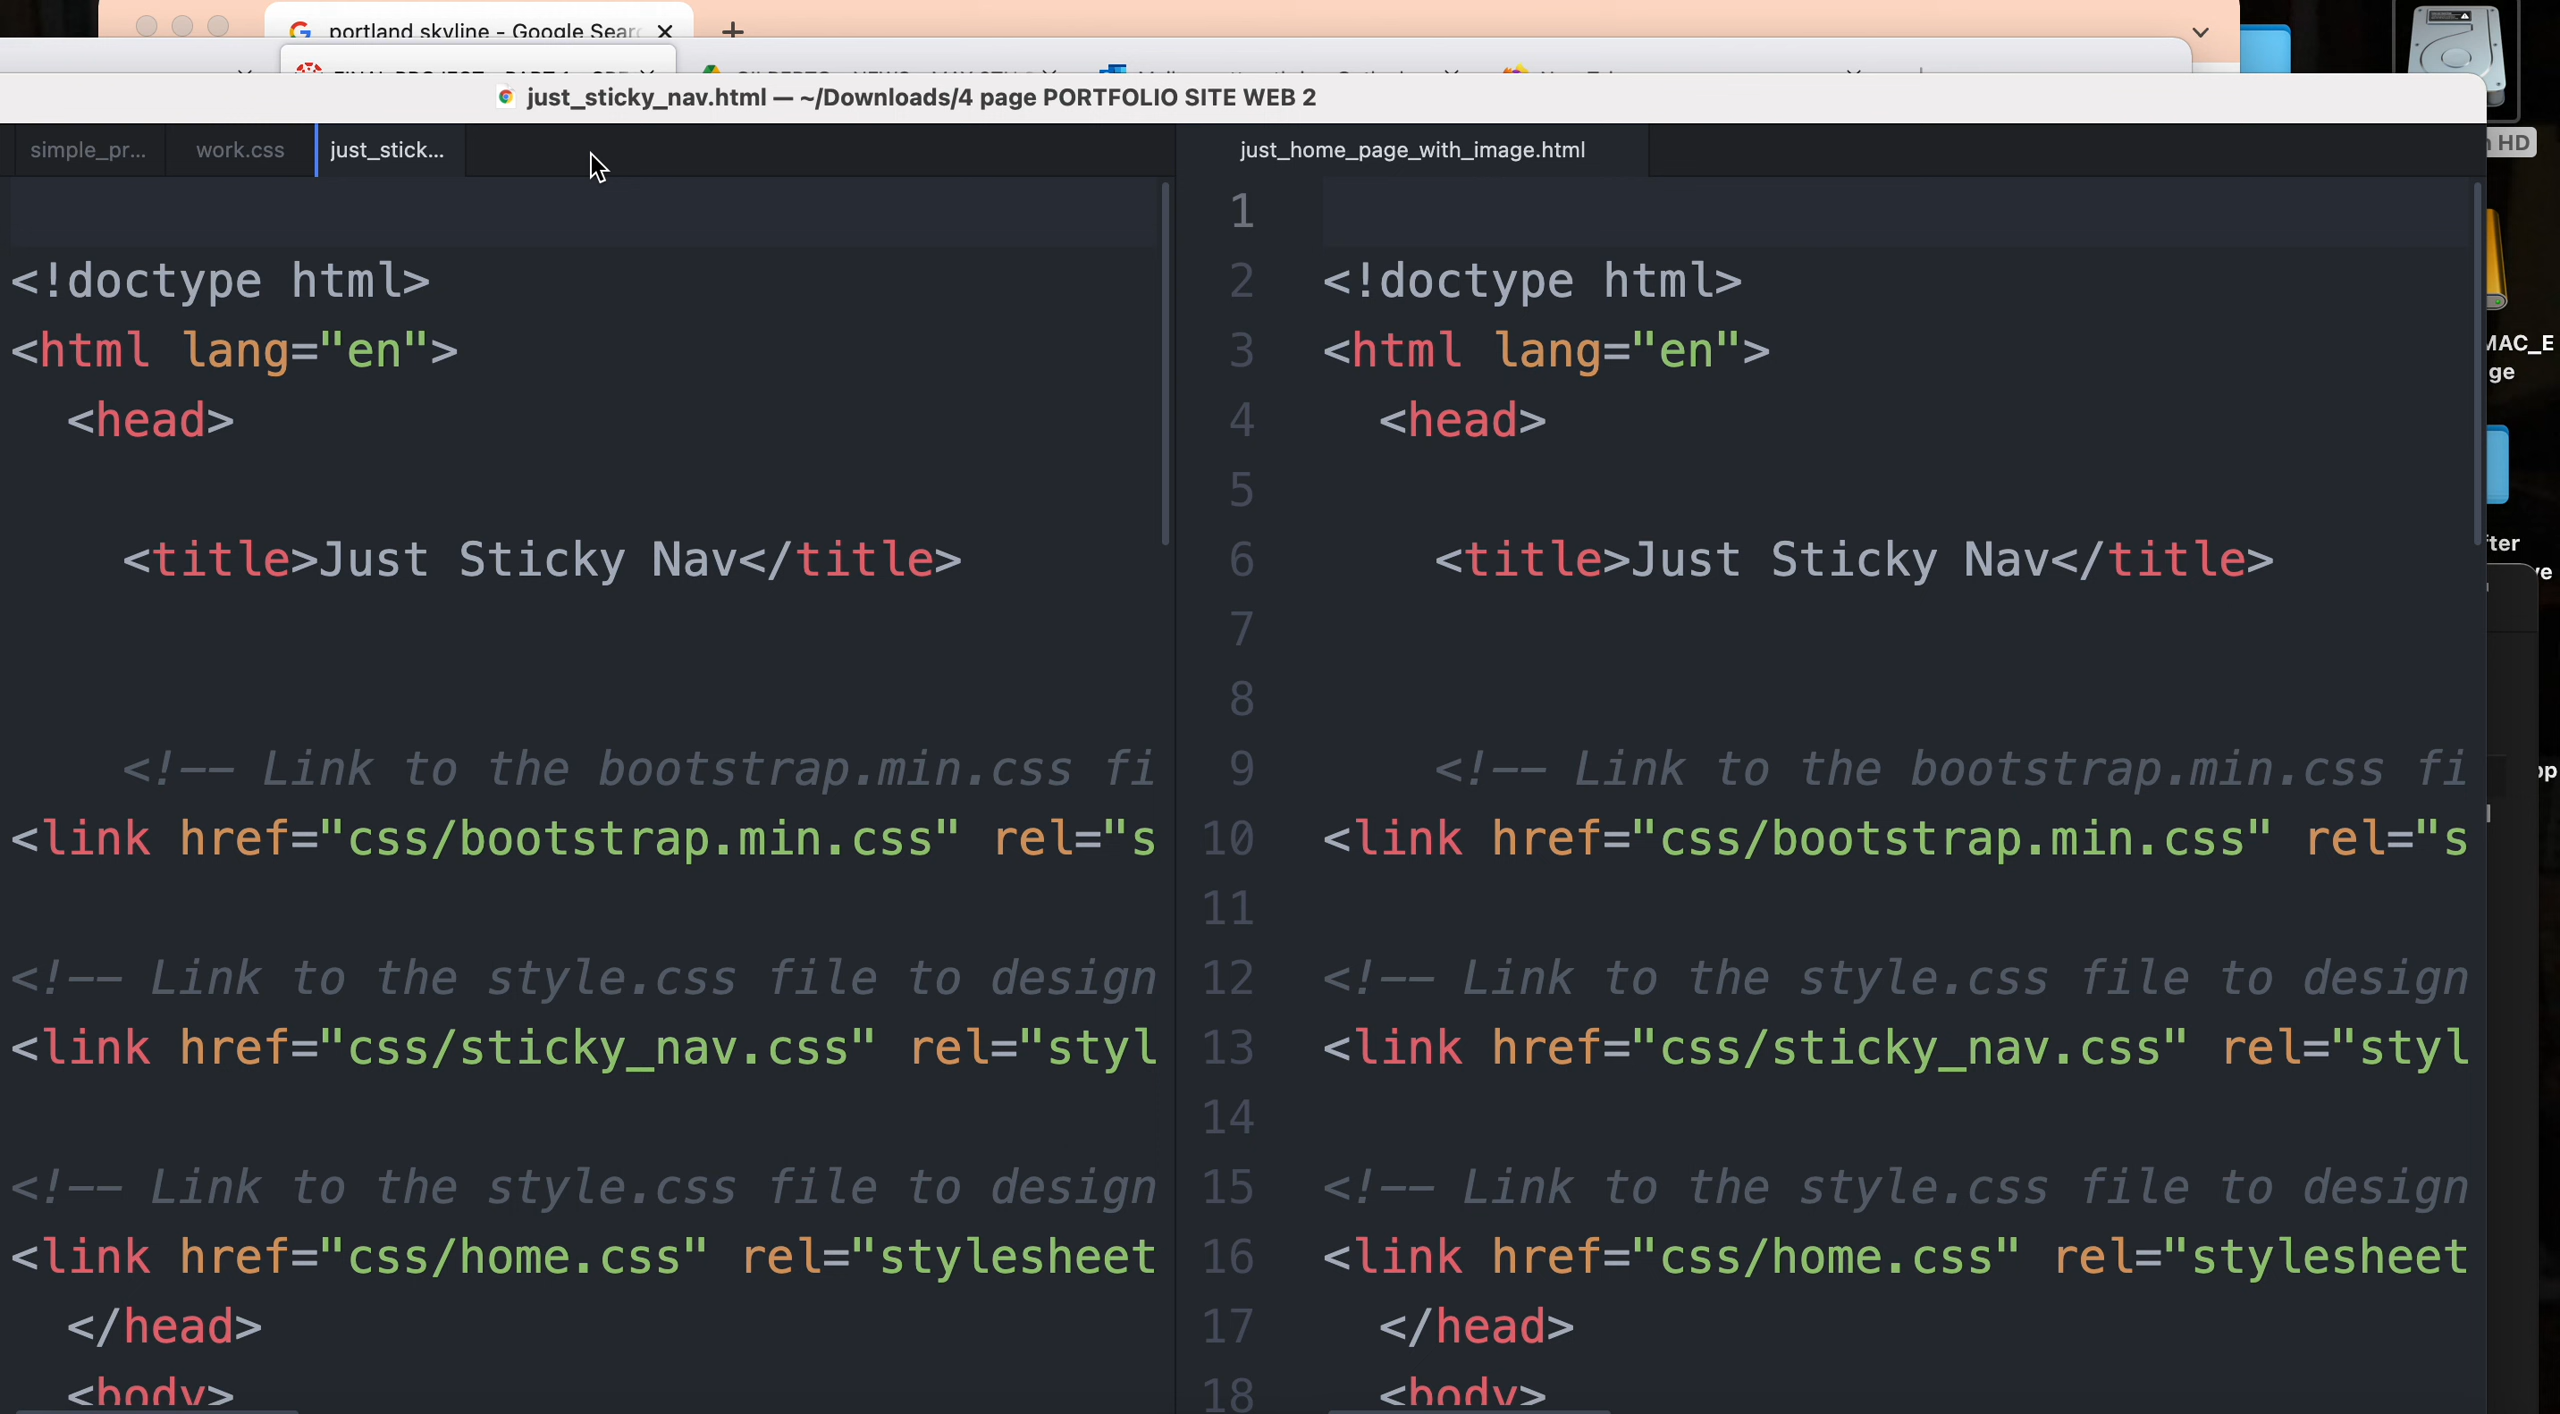 portland skyline - Google Sear
just_sticky_nav.html — ~/Downloads/4 page PORTFOLIO SITE WEB 2
simple_pr...
work.css
just_stick...
<!doctype html>
<html lang="en">
<head>
<title>Just Sticky Nav</title>
<!-- Link to the bootstrap.min.css fi
<link href="css/bootstrap.min.css" rel="s
<!-- Link to the style.css file to design
<link href="css/sticky_nav.css" rel="styl
<!-- Link to the style.css file to design
<link href="css/home.css" rel="stylesheet
</head>
<body>
just_home_page_with_image.html
1
2 <!doctype html>
3 <html lang="en">
4 <head>
5
6 <title>Just Sticky Nav</title>
7
8
9 <!-- Link to the bootstrap.min.css fi
10 <link href="css/bootstrap.min.css" rel="s
11
12 <!-- Link to the style.css file to design
13 <link href="css/sticky_nav.css" rel="styl
14
15 <!-- Link to the style.css file to design
16 <link href="css/home.css" rel="stylesheet
17 </head>
18 <body>
HD
MAC_E
ge
fter
ve
op